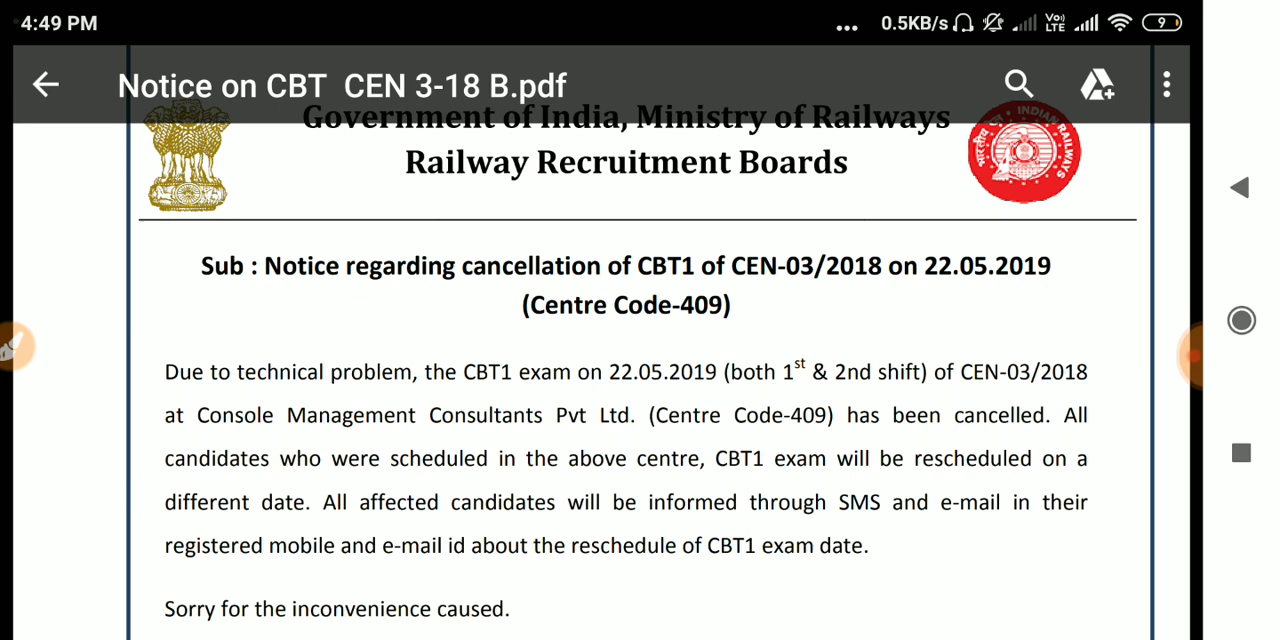 4:49 PM
... 0.5KB/s Vo) LTE 9
Notice on CBT CEN 3-18 B.pdf
Government of India, Ministry of Railways
Railway Recruitment Boards
INDIAN RAILWAYS
भारतीय रेल
Sub : Notice regarding cancellation of CBT1 of CEN-03/2018 on 22.05.2019
(Centre Code-409)
Due to technical problem, the CBT1 exam on 22.05.2019 (both 1st & 2nd shift) of CEN-03/2018
at Console Management Consultants Pvt Ltd. (Centre Code-409) has been cancelled. All
candidates who were scheduled in the above centre, CBT1 exam will be rescheduled on a
different date. All affected candidates will be informed through SMS and e-mail in their
registered mobile and e-mail id about the reschedule of CBT1 exam date.
Sorry for the inconvenience caused.